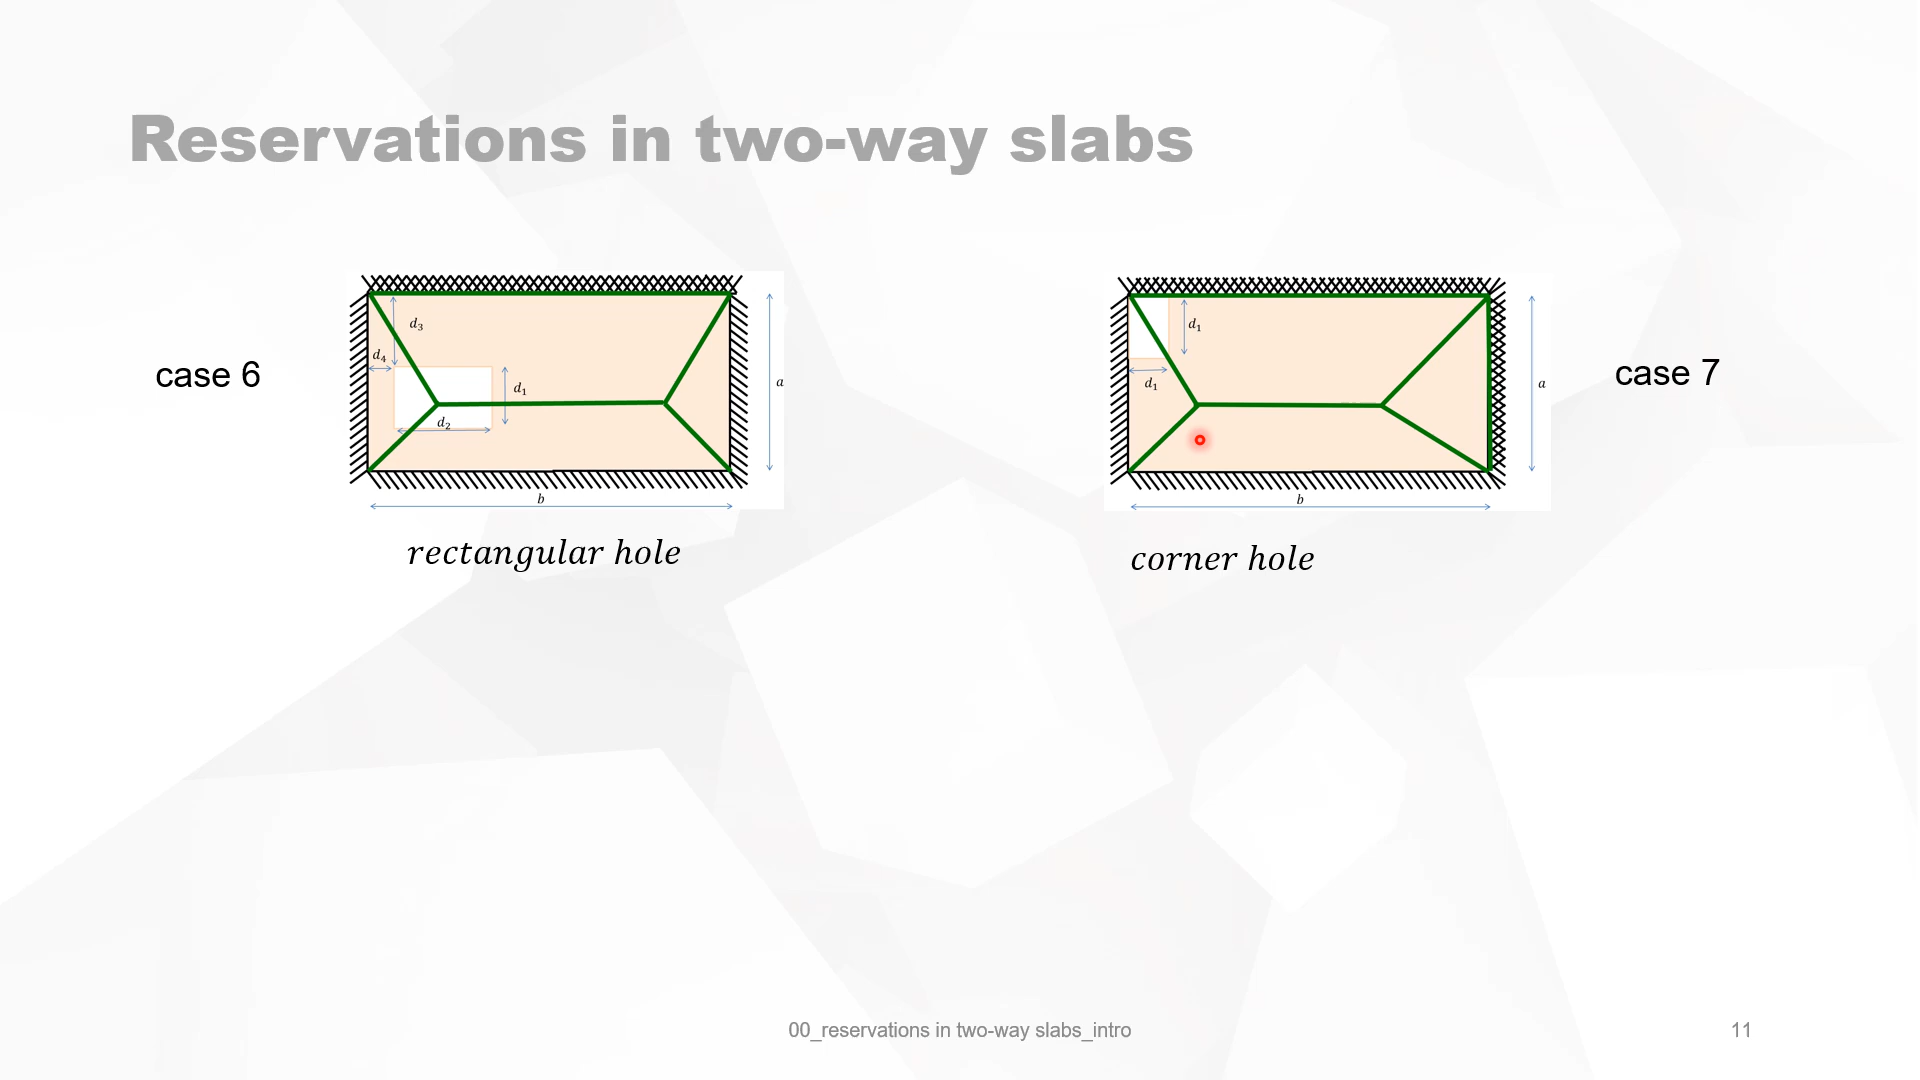 Reservations in two-way slabs
case 6
d3
d4
d1
d2
a
b
rectangular hole
d1
d1
a
b
corner hole
case 7
00_reservations in two-way slabs_intro
11